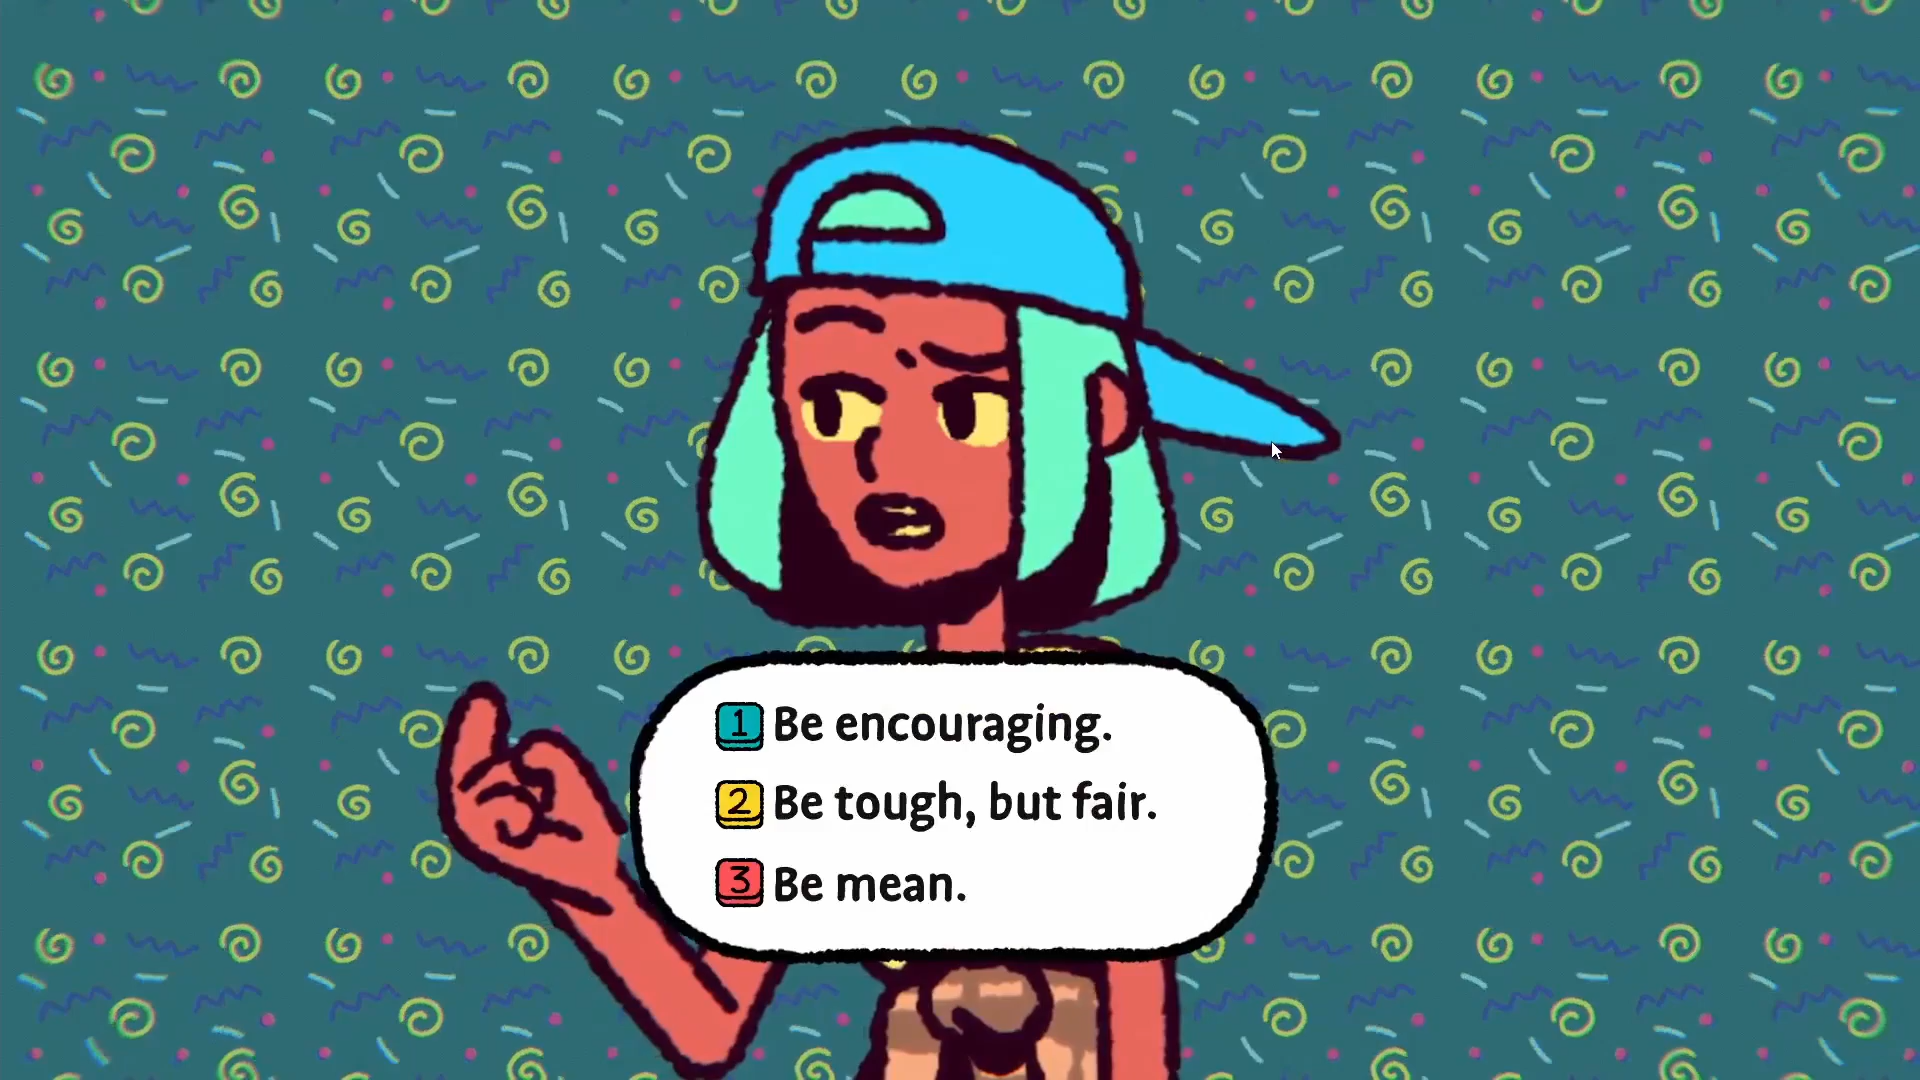 1 Be encouraging.
2 Be tough, but fair.
3 Be mean.